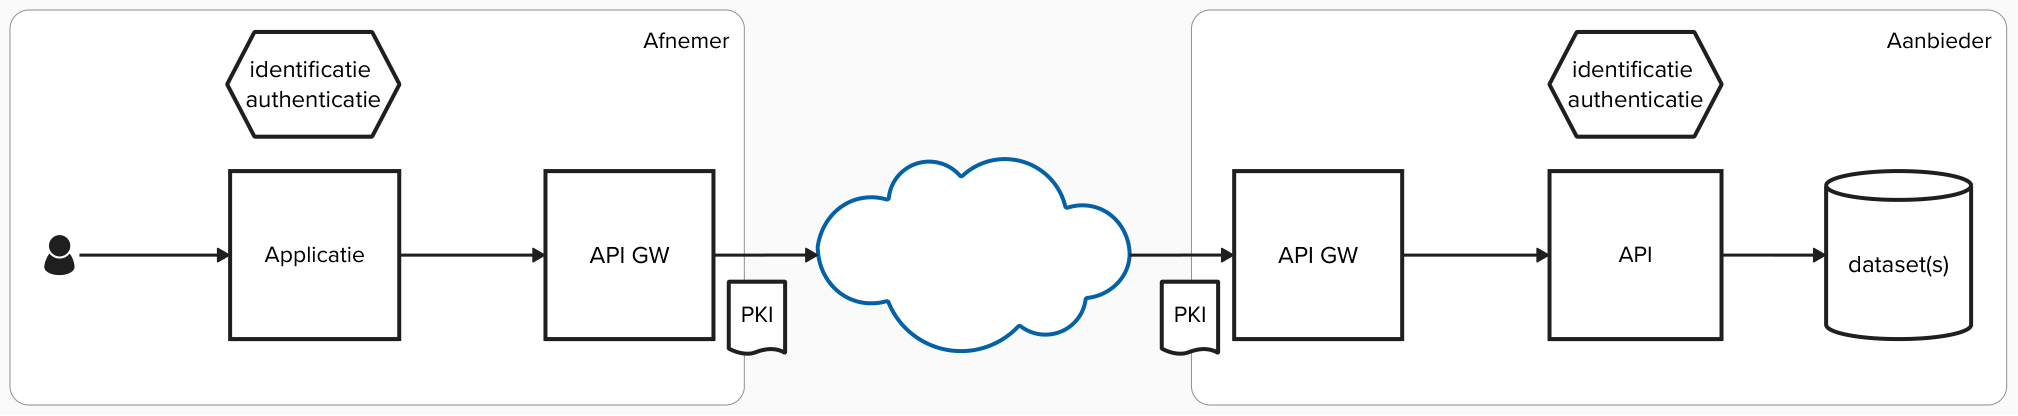 Afnemer
identificatie
authenticatie
Applicatie
API GW
PKI
Aanbieder
identificatie
authenticatie
PKI
API GW
API
dataset(s)